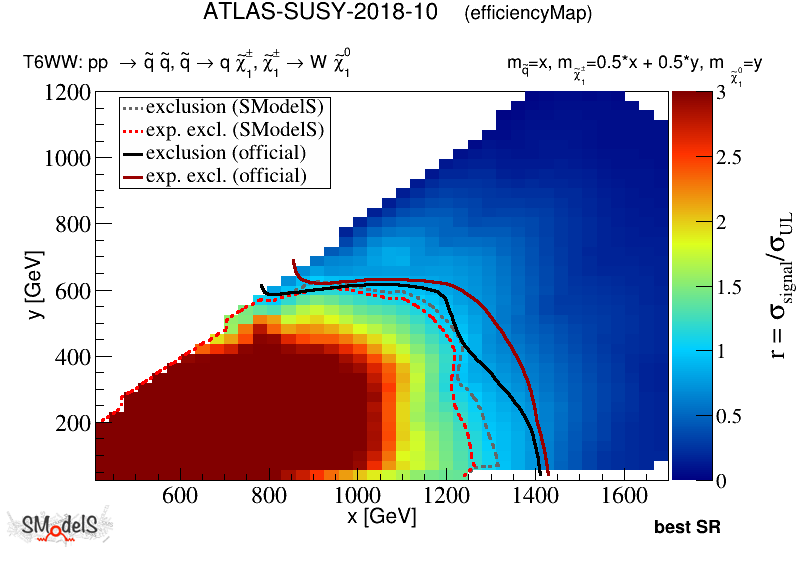 ATLAS-SUSY-2018-10 (efficiencyMap)
T6WW: pp → q̃ q̃, q̃ → q χ̃₁±, χ̃₁± → W χ̃₁⁰
m_q̃=x, m_χ̃₁±=0.5*x + 0.5*y, m_χ̃₁⁰=y
exclusion (SModelS)
exp. excl. (SModelS)
exclusion (official)
exp. excl. (official)
y [GeV]
1200
1000
800
600
400
200
600 800 1000 1200 1400 1600
x [GeV]
3
2.5
2
1.5
1
0.5
0
r = σ_signal/σ_UL
SModelS
best SR